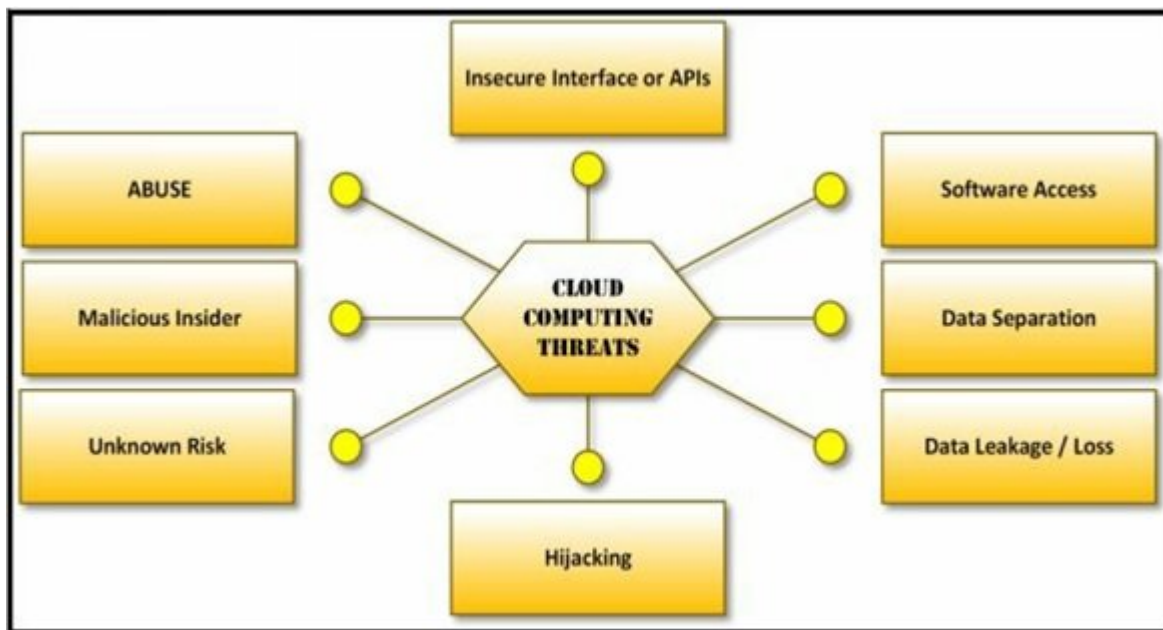 Insecure Interface or APIs
ABUSE
Software Access
CLOUD
COMPUTING
THREATS
Malicious Insider
Data Separation
Unknown Risk
Data Leakage / Loss
Hijacking